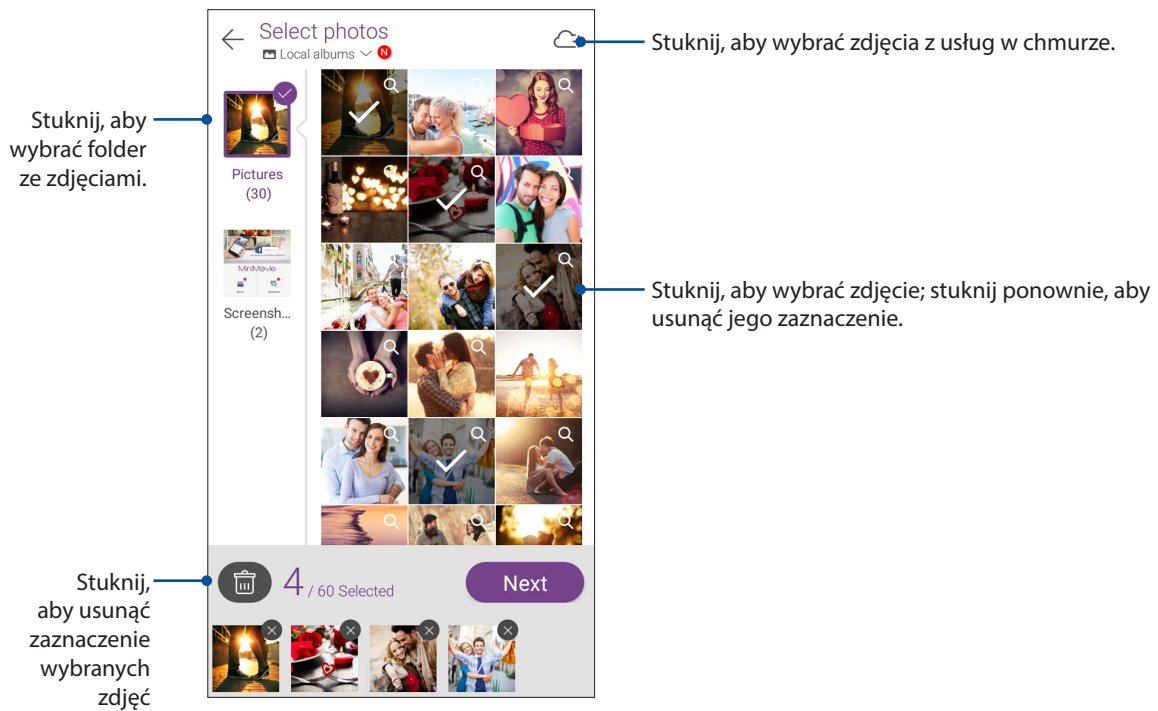 Select photos
Local albums
N
Stuknij, aby wybrać zdjęcia z usług w chmurze.
Stuknij, aby
wybrać folder
ze zdjęciami.
Pictures
(30)
MiniMovie
Screensh...
(2)
Stuknij, aby wybrać zdjęcie; stuknij ponownie, aby
usunąć jego zaznaczenie.
Stuknij,
aby usunąć
zaznaczenie
wybranych
zdjęć
4 / 60 Selected
Next